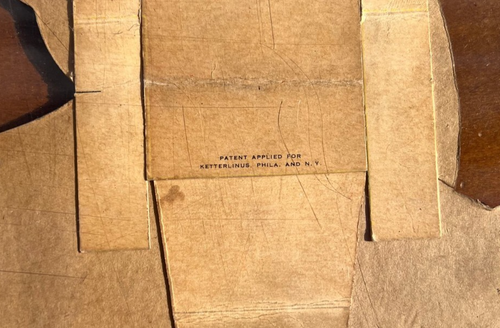 PATENT APPLIED FOR
KETTERLINUS, PHILA. AND N. Y.